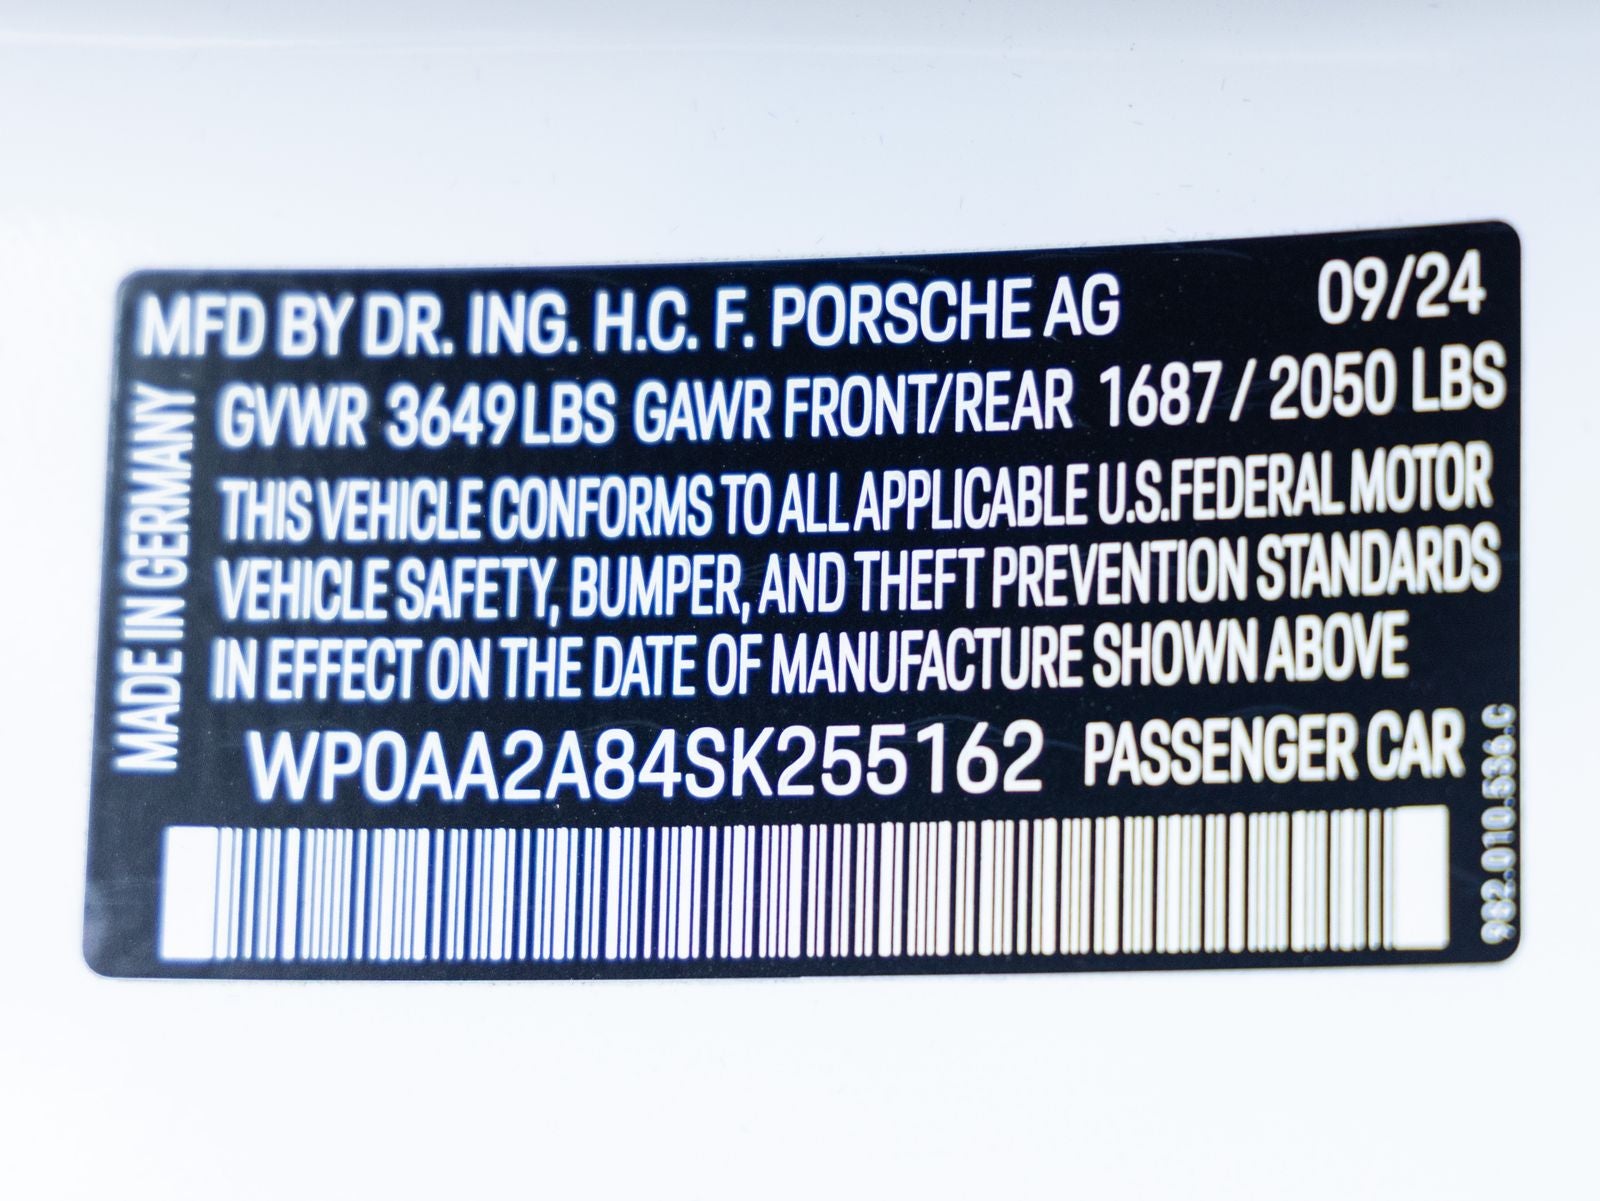 MFD BY DR. ING. H.C. F. PORSCHE AG 09/24
GVWR 3649 LBS GAWR FRONT/REAR 1687 / 2050 LBS
THIS VEHICLE CONFORMS TO ALL APPLICABLE U.S.FEDERAL MOTOR
VEHICLE SAFETY, BUMPER, AND THEFT PREVENTION STANDARDS
IN EFFECT ON THE DATE OF MANUFACTURE SHOWN ABOVE
WP0AA2A84SK255162 PASSENGER CAR
MADE IN GERMANY
982.010.536.C